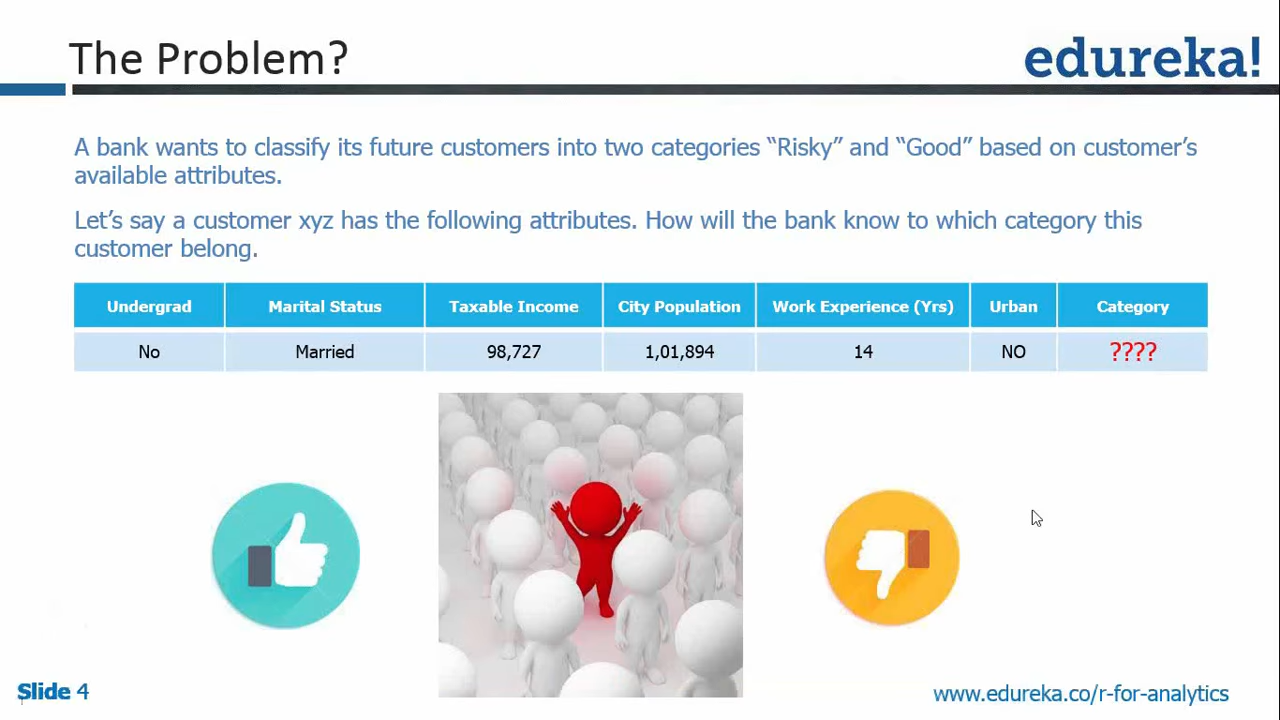 The Problem?
edureka!
A bank wants to classify its future customers into two categories “Risky” and “Good” based on customer’s
available attributes.
Let’s say a customer xyz has the following attributes. How will the bank know to which category this
customer belong.
Undergrad Marital Status Taxable Income City Population Work Experience (Yrs) Urban Category
No Married 98,727 1,01,894 14 NO ????
Slide 4
www.edureka.co/r-for-analytics